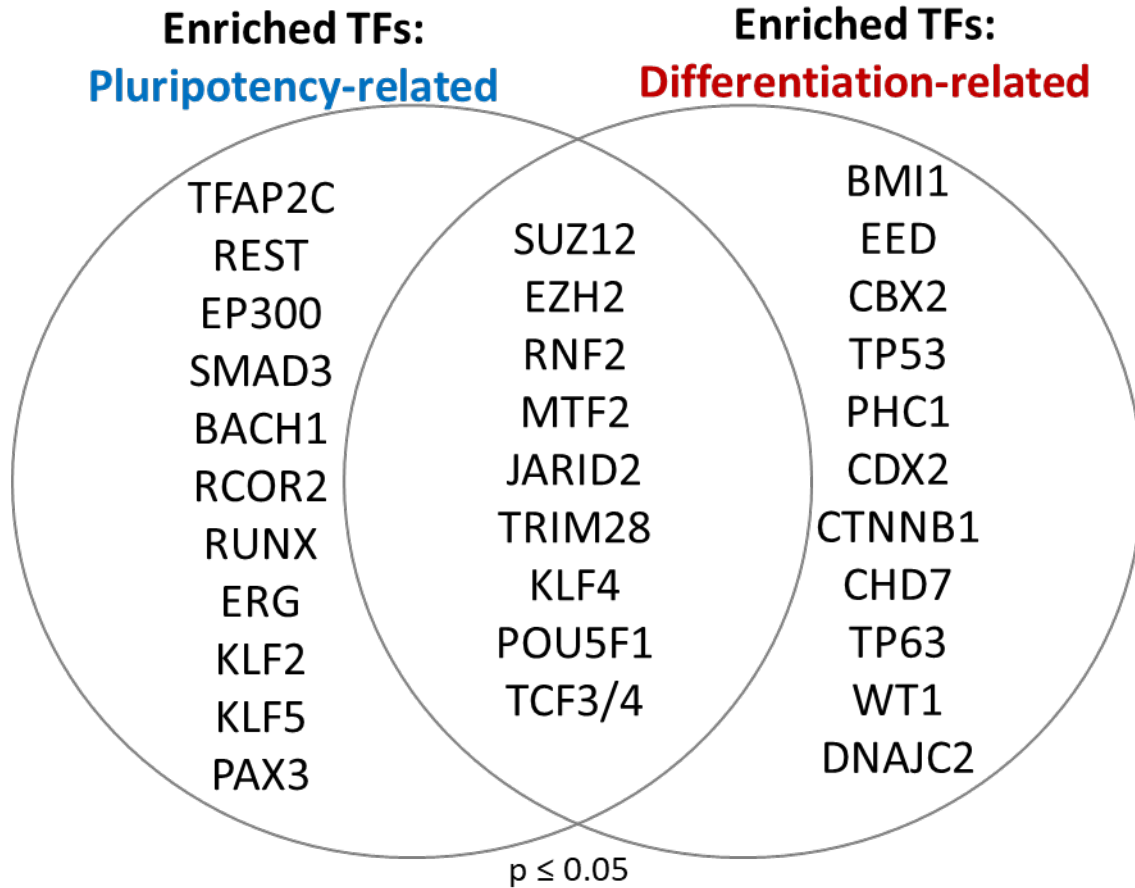 Enriched TFs:
Pluripotency-related
Enriched TFs:
Differentiation-related
TFAP2C
REST
EP300
SMAD3
BACH1
RCOR2
RUNX
ERG
KLF2
KLF5
PAX3
SUZ12
EZH2
RNF2
MTF2
JARID2
TRIM28
KLF4
POU5F1
TCF3/4
BMI1
EED
CBX2
TP53
PHC1
CDX2
CTNNB1
CHD7
TP63
WT1
DNAJC2
p ≤ 0.05